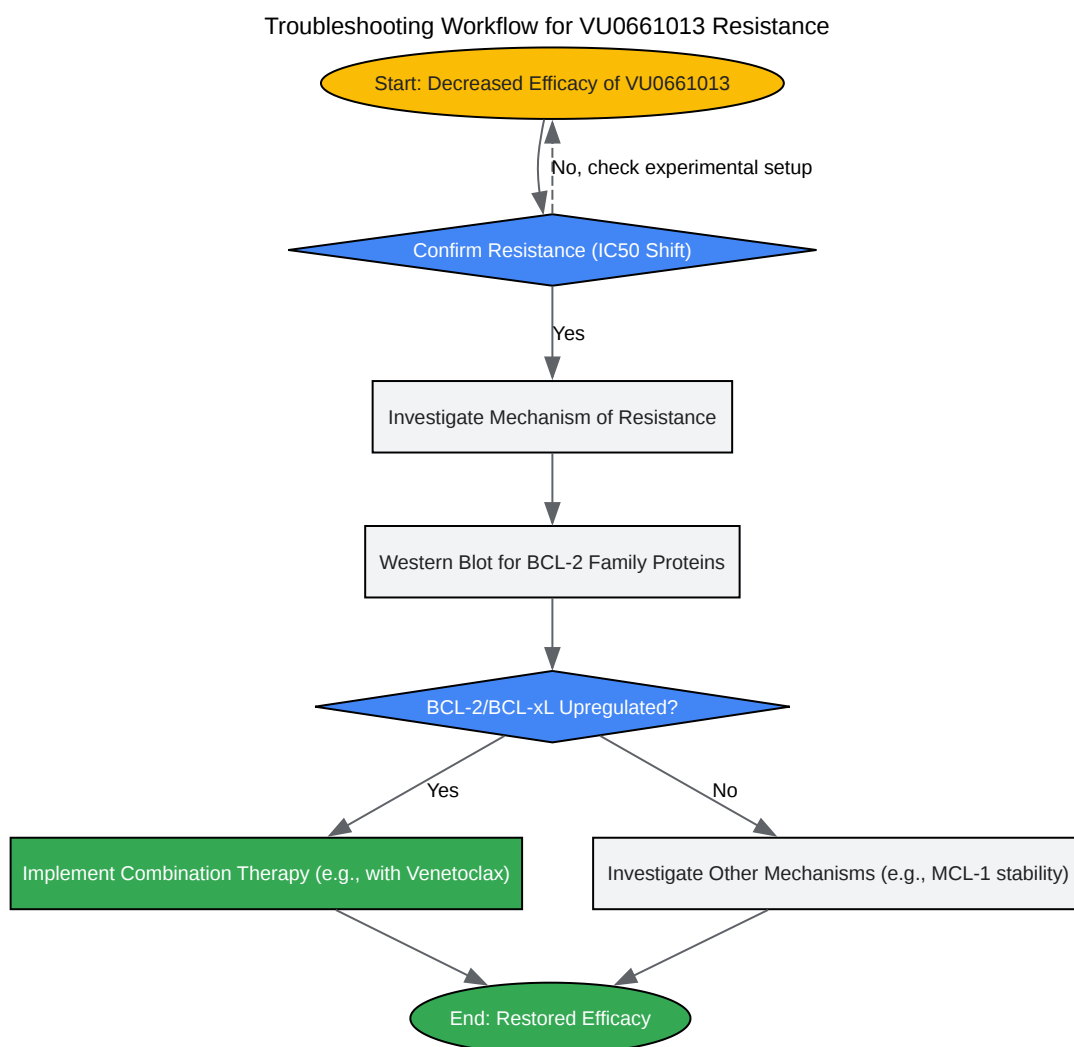 Troubleshooting Workflow for VU0661013 Resistance
Start: Decreased Efficacy of VU0661013
No, check experimental setup
Confirm Resistance (IC50 Shift)
Yes
Investigate Mechanism of Resistance
Western Blot for BCL-2 Family Proteins
BCL-2/BCL-xL Upregulated?
Yes
No
Implement Combination Therapy (e.g., with Venetoclax)
Investigate Other Mechanisms (e.g., MCL-1 stability)
End: Restored Efficacy